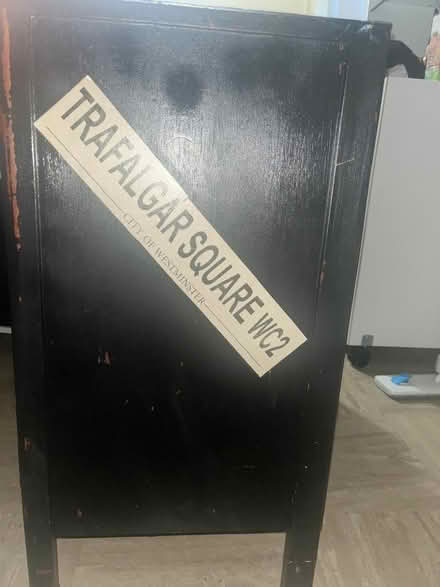 TRAFALGAR SQUARE WC2
CITY OF WESTMINSTER